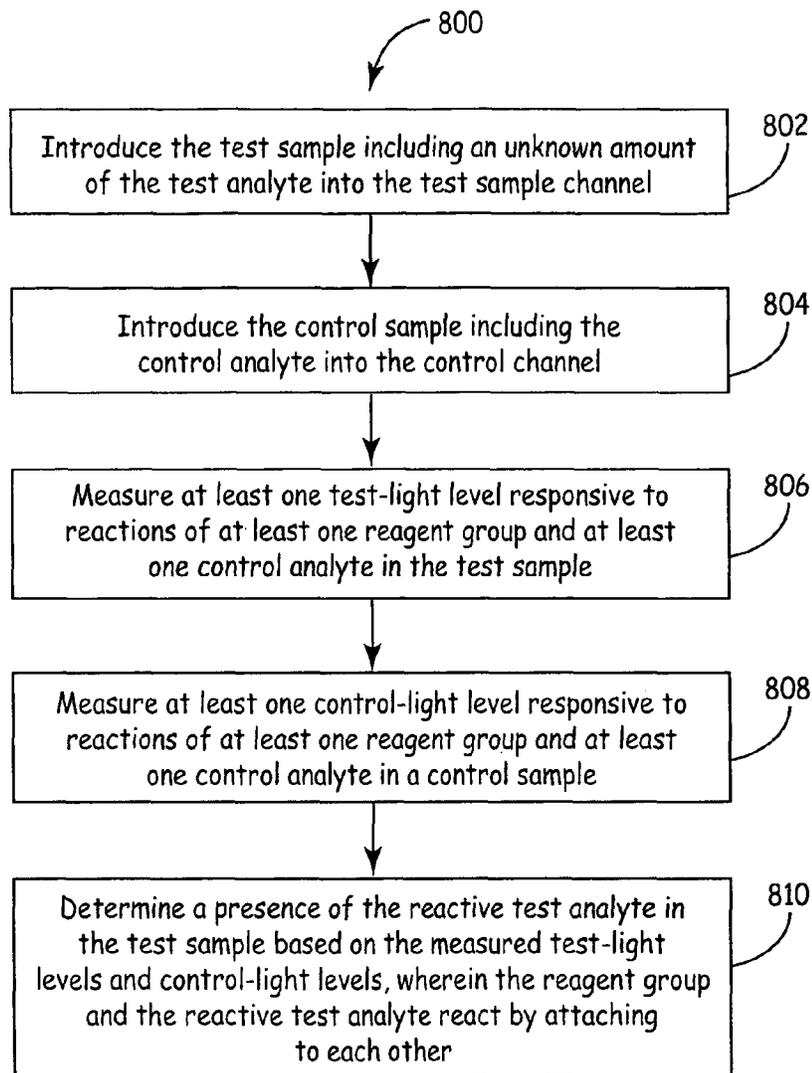 800
Introduce the test sample including an unknown amount
of the test analyte into the test sample channel
802
Introduce the control sample including the
control analyte into the control channel
804
Measure at least one test-light level responsive to
reactions of at least one reagent group and at least
one control analyte in the test sample
806
Measure at least one control-light level responsive to
reactions of at least one reagent group and at least
one control analyte in a control sample
808
Determine a presence of the reactive test analyte in
the test sample based on the measured test-light
levels and control-light levels, wherein the reagent group
and the reactive test analyte react by attaching
to each other
810